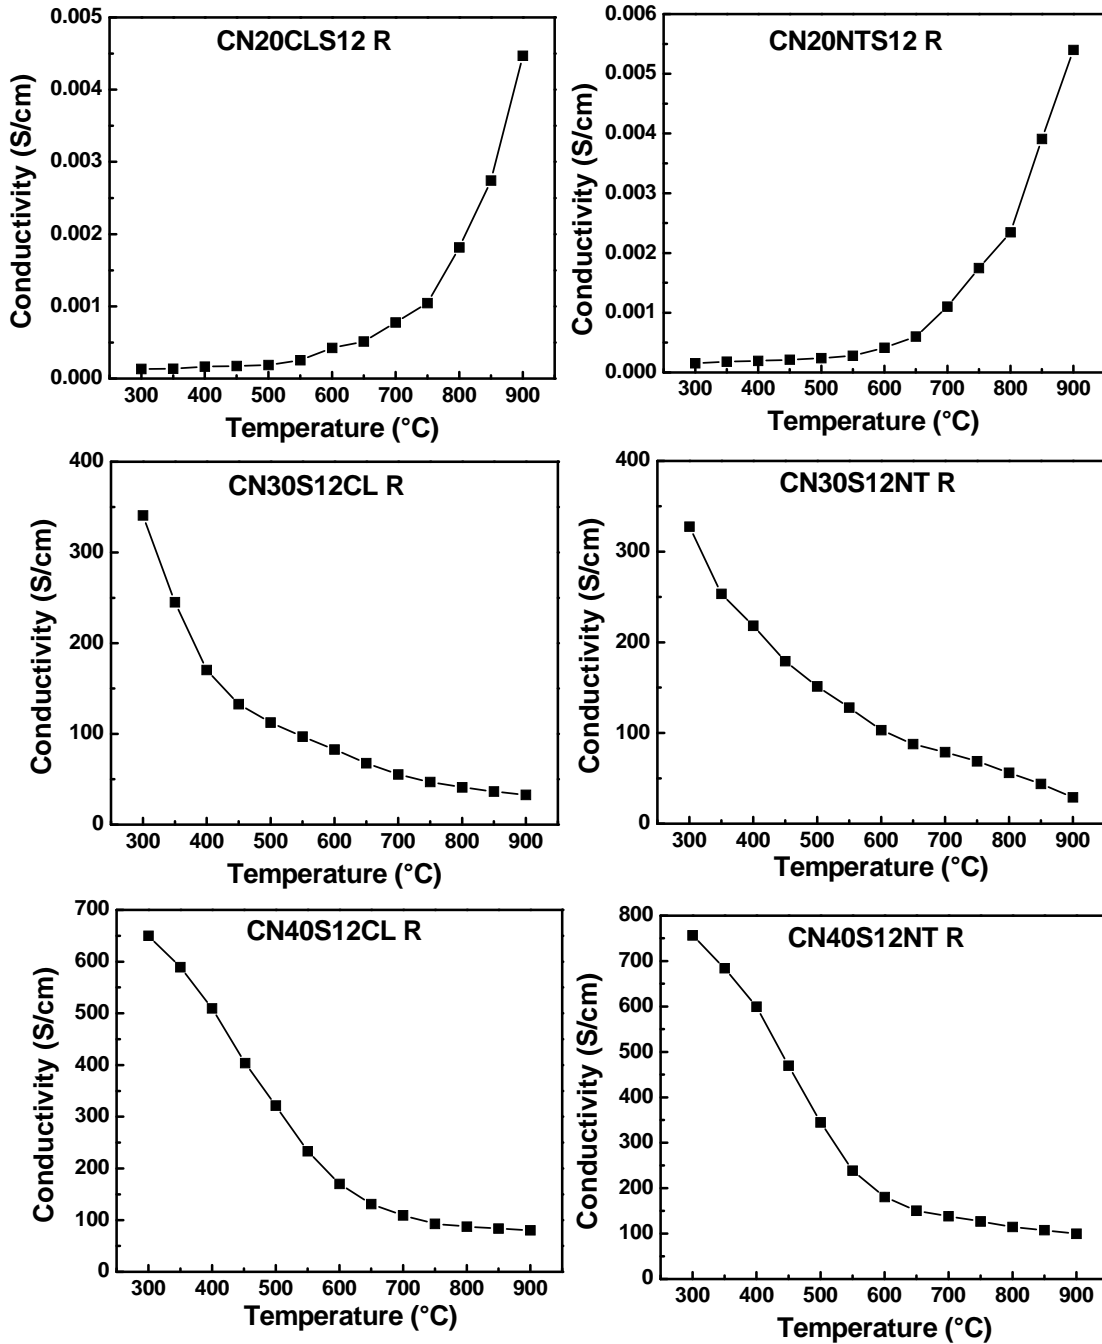 CN20CLS12 R
Conductivity (S/cm)
0.005
0.004
0.003
0.002
0.001
0.000
300 400 500 600 700 800 900
Temperature (°C)
CN20NTS12 R
Conductivity (S/cm)
0.006
0.005
0.004
0.003
0.002
0.001
0.000
300 400 500 600 700 800 900
Temperature (°C)
CN30S12CL R
Conductivity (S/cm)
400
300
200
100
0
300 400 500 600 700 800 900
Temperature (°C)
CN30S12NT R
Conductivity (S/cm)
400
300
200
100
0
300 400 500 600 700 800 900
Temperature (°C)
CN40S12CL R
Conductivity (S/cm)
700
600
500
400
300
200
100
0
300 400 500 600 700 800 900
Temperature (°C)
CN40S12NT R
Conductivity (S/cm)
800
700
600
500
400
300
200
100
0
300 400 500 600 700 800 900
Temperature (°C)